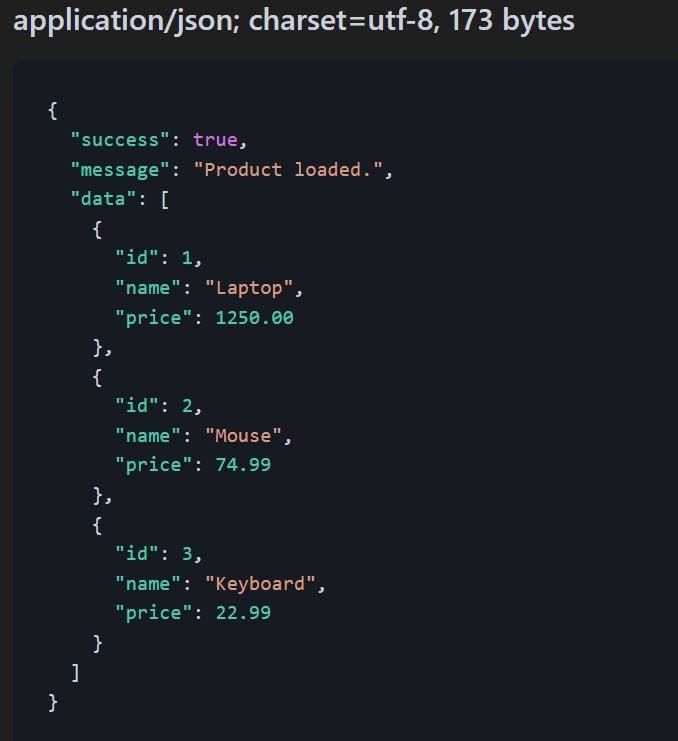 application/json; charset=utf-8, 173 bytes
{
  "success": true,
  "message": "Product loaded.",
  "data": [
    {
      "id": 1,
      "name": "Laptop",
      "price": 1250.00
    },
    {
      "id": 2,
      "name": "Mouse",
      "price": 74.99
    },
    {
      "id": 3,
      "name": "Keyboard",
      "price": 22.99
    }
  ]
}